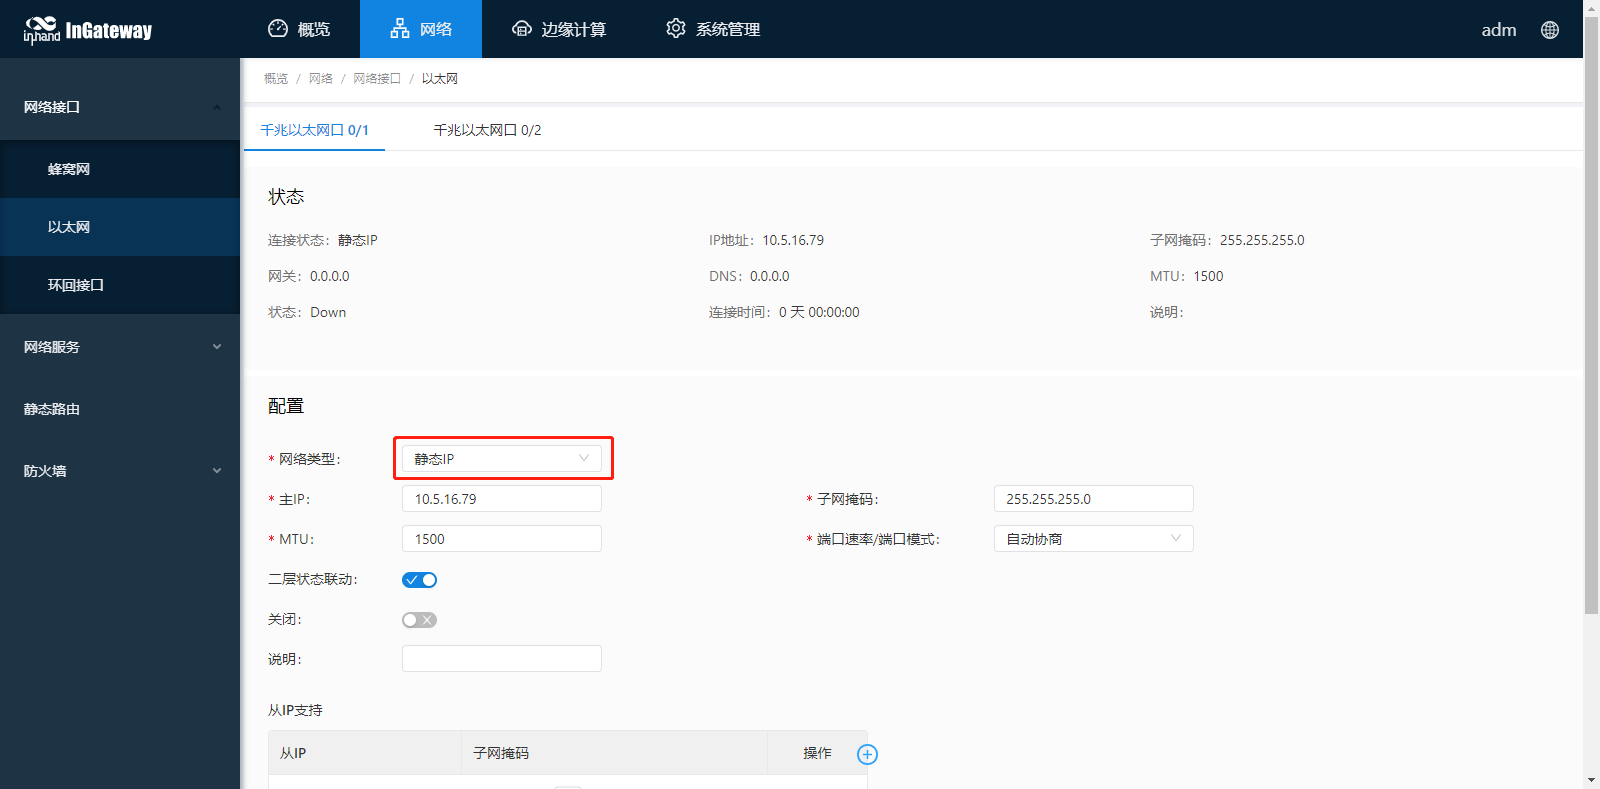 inhand InGateway
概览
网络
边缘计算
系统管理
adm
网络接口
蜂窝网
以太网
环回接口
网络服务
静态路由
防火墙
概览 / 网络 / 网络接口 / 以太网
千兆以太网口 0/1
千兆以太网口 0/2
状态
连接状态：静态IP
IP地址：10.5.16.79
子网掩码：255.255.255.0
网关：0.0.0.0
DNS：0.0.0.0
MTU：1500
状态：Down
连接时间：0 天 00:00:00
说明：
配置
* 网络类型： 静态IP
* 主IP： 10.5.16.79
* 子网掩码： 255.255.255.0
* MTU： 1500
* 端口速率/端口模式： 自动协商
二层状态联动：
关闭：
说明：
从IP支持
从IP 子网掩码 操作